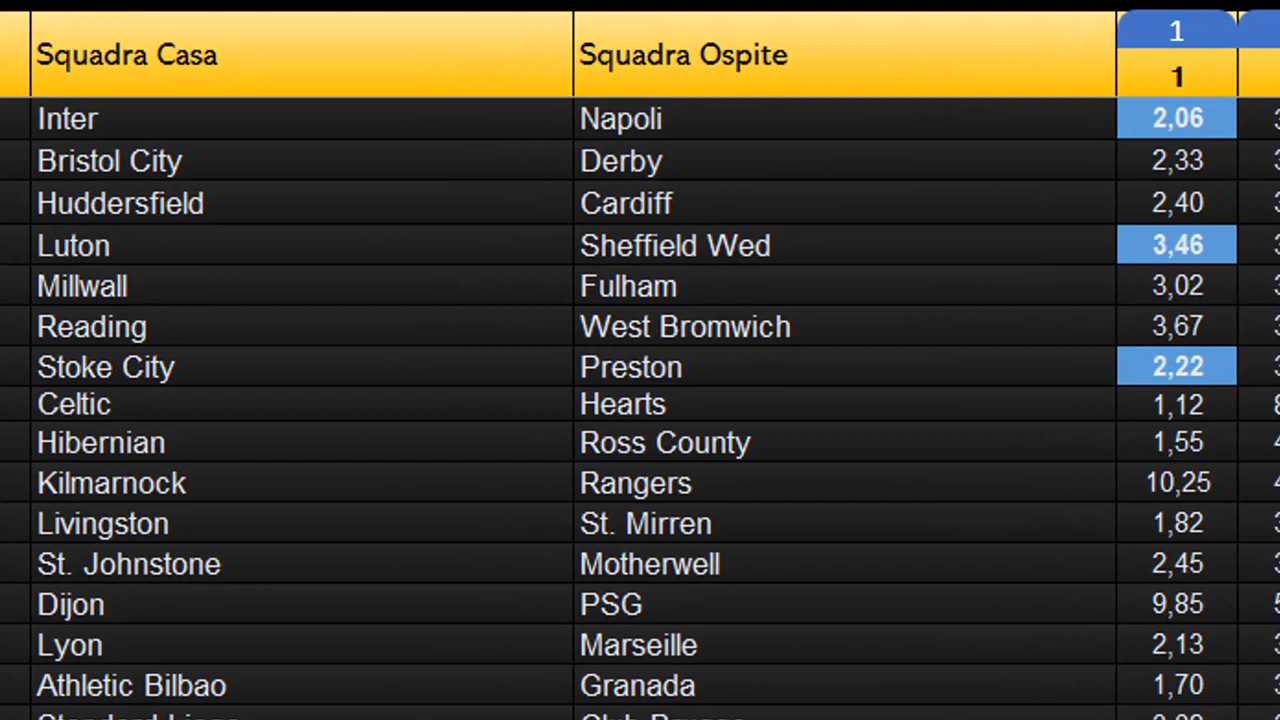 Squadra Casa Squadra Ospite 1
1
Inter Napoli 2,06
Bristol City Derby 2,33
Huddersfield Cardiff 2,40
Luton Sheffield Wed 3,46
Millwall Fulham 3,02
Reading West Bromwich 3,67
Stoke City Preston 2,22
Celtic Hearts 1,12
Hibernian Ross County 1,55
Kilmarnock Rangers 10,25
Livingston St. Mirren 1,82
St. Johnstone Motherwell 2,45
Dijon PSG 9,85
Lyon Marseille 2,13
Athletic Bilbao Granada 1,70